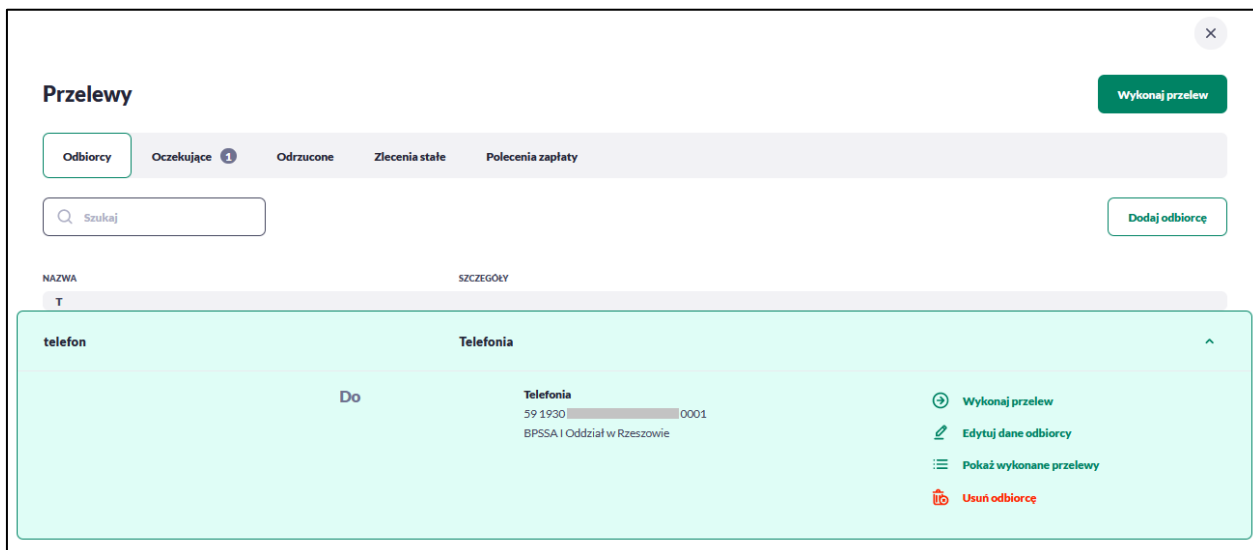 Przelewy
Wykonaj przelew
Odbiorcy Oczekujące 1 Odrzucone Zlecenia stałe Polecenia zapłaty
Szukaj
Dodaj odbiorcę
NAZWA SZCZEGÓŁY
T
telefon Telefonia
Do
Telefonia
59 1930 0001
BPSSA I Oddział w Rzeszowie
Wykonaj przelew
Edytuj dane odbiorcy
Pokaż wykonane przelewy
Usuń odbiorcę